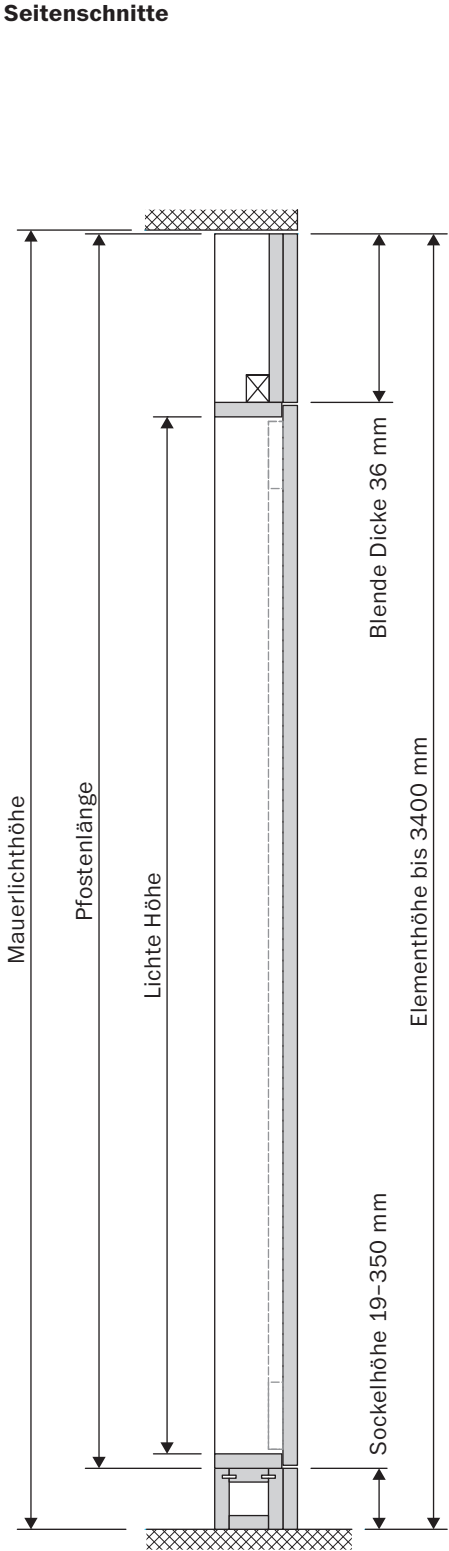 Seitenschnitte
Mauerlichthöhe
Pfostenlänge
Lichte Höhe
Blende Dicke 36 mm
Elementhöhe bis 3400 mm
Sockelhöhe 19–350 mm